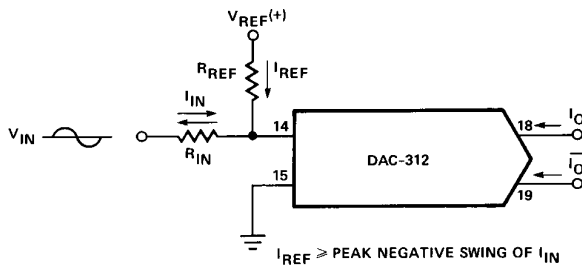 VREF(+)
RREF
IREF
IIN
VIN
RIN
14
15
DAC-312
18
IO
I̅O̅
19
IREF ⩾ PEAK NEGATIVE SWING OF IIN